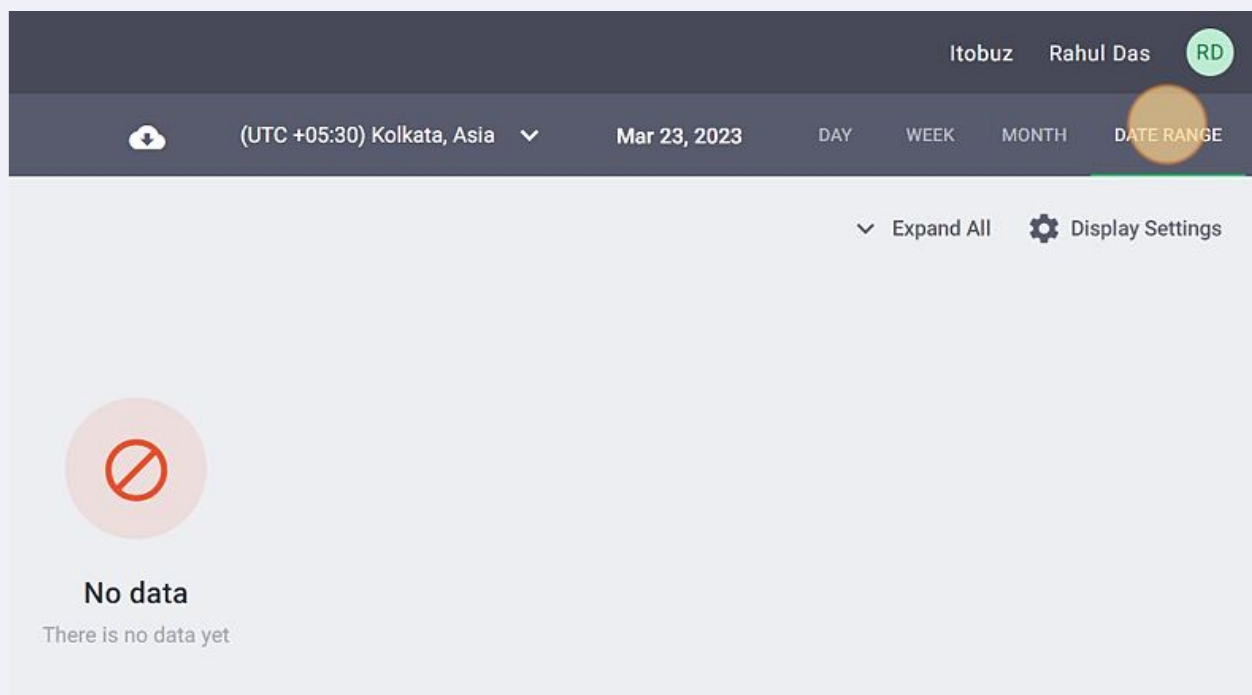 Itobuz Rahul Das RD
(UTC +05:30) Kolkata, Asia Mar 23, 2023 DAY WEEK MONTH DATE RANGE
Expand All Display Settings
No data
There is no data yet